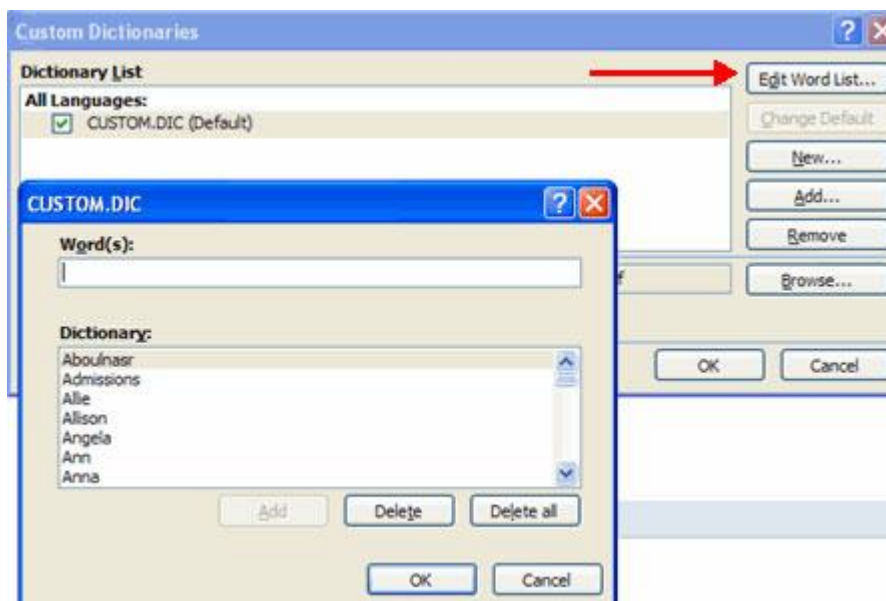 Custom Dictionaries
Dictionary List
Edit Word List...
All Languages:
CUSTOM.DIC (Default)
Change Default
New...
Add...
Remove
Browse...
OK
Cancel
CUSTOM.DIC
Word(s):
Dictionary:
Aboulnasr
Admissions
Allie
Allison
Angela
Ann
Anna
Add
Delete
Delete all
OK
Cancel